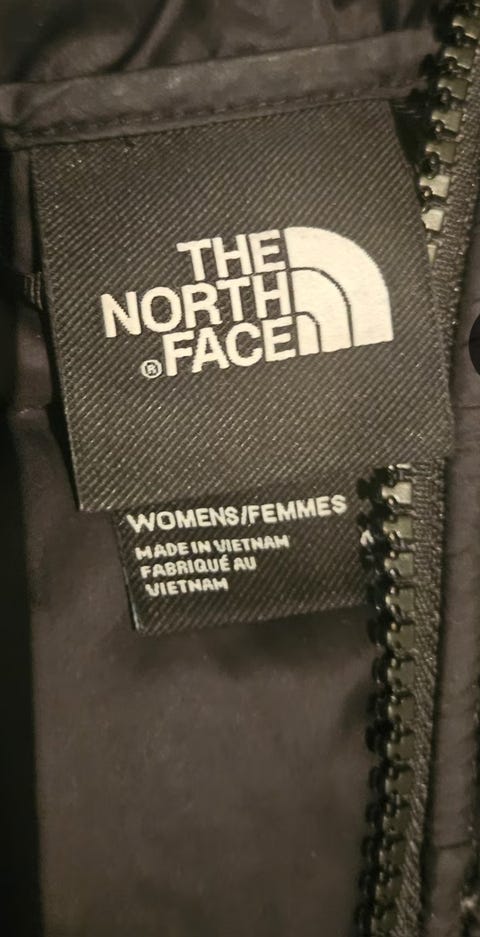 THE
NORTH
FACE
®
WOMENS/FEMMES
MADE IN VIETNAM
FABRIQUÉ AU
VIETNAM